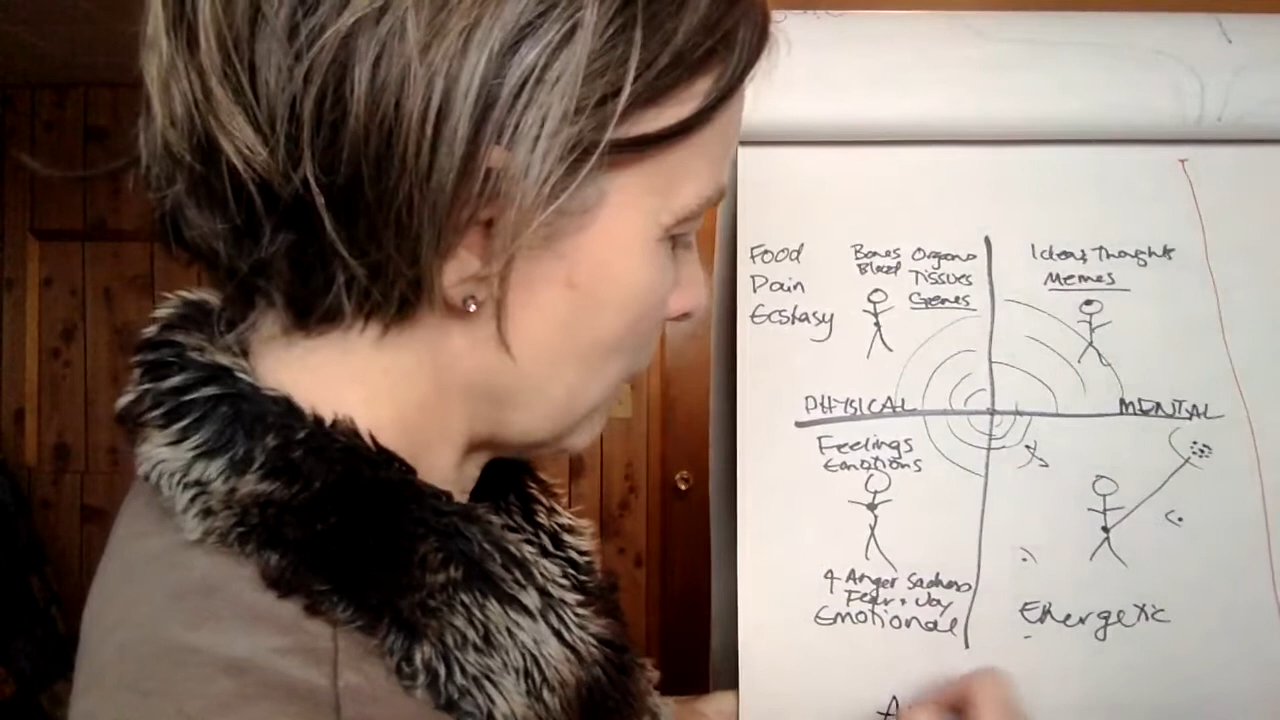 Food
Pain
Ecstasy
Bones Organs
Blood Tissues
Genes
Ideas Thoughts
Memes
PHYSICAL
MENTAL
Feelings
Emotions
4 Anger Sadness
Fear + Joy
Emotional
Energetic
A